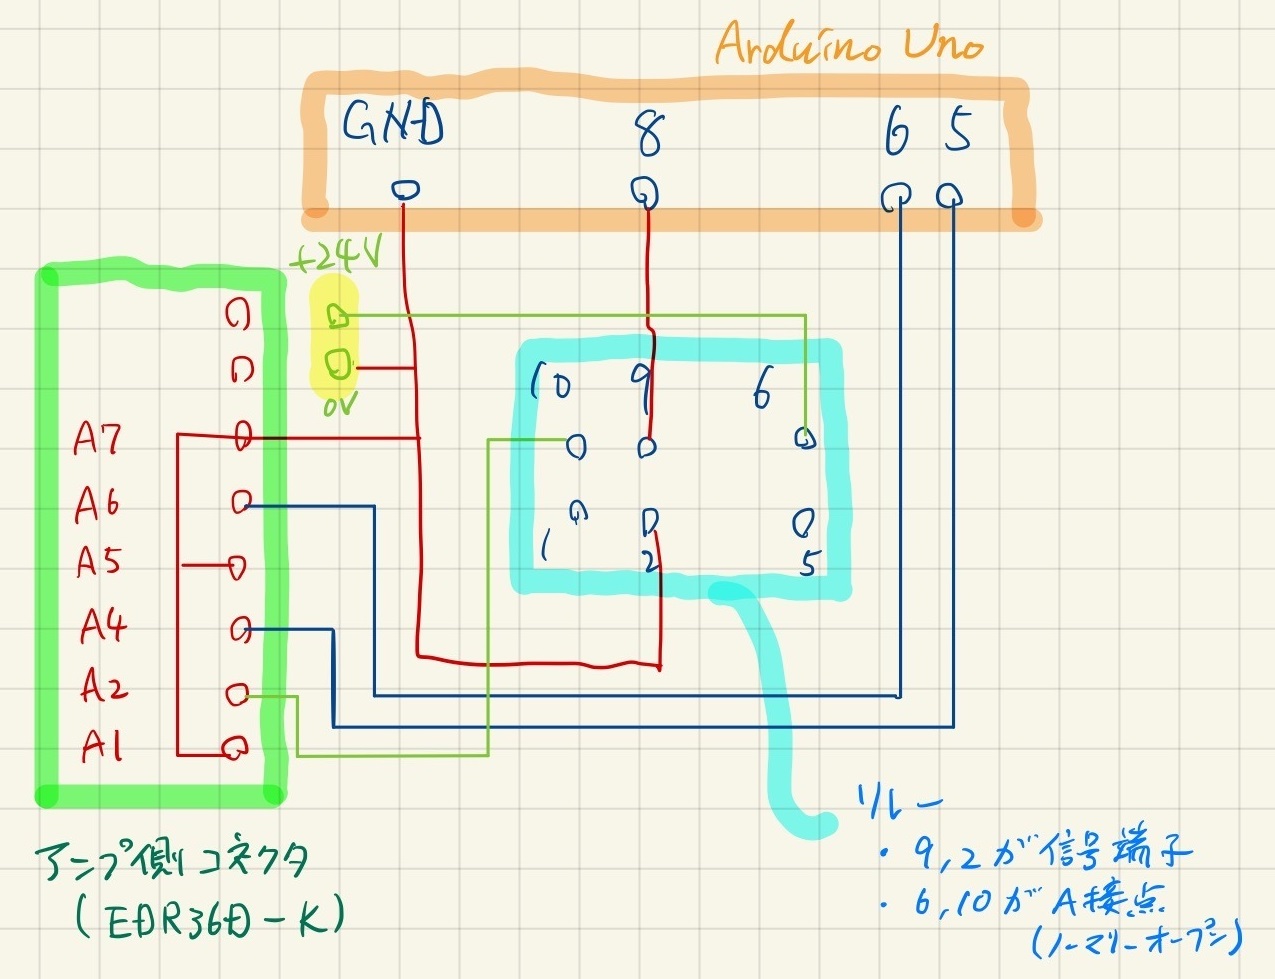 Arduino Uno
GND 8 6 5
+24V
0V
10 9 6
1 2 5
A7
A6
A5
A4
A2
A1
アンプ側コネクタ
(EDR36D-K)
リレー
・9,2が信号端子
・6,10がA接点
(ノーマリーオープン)